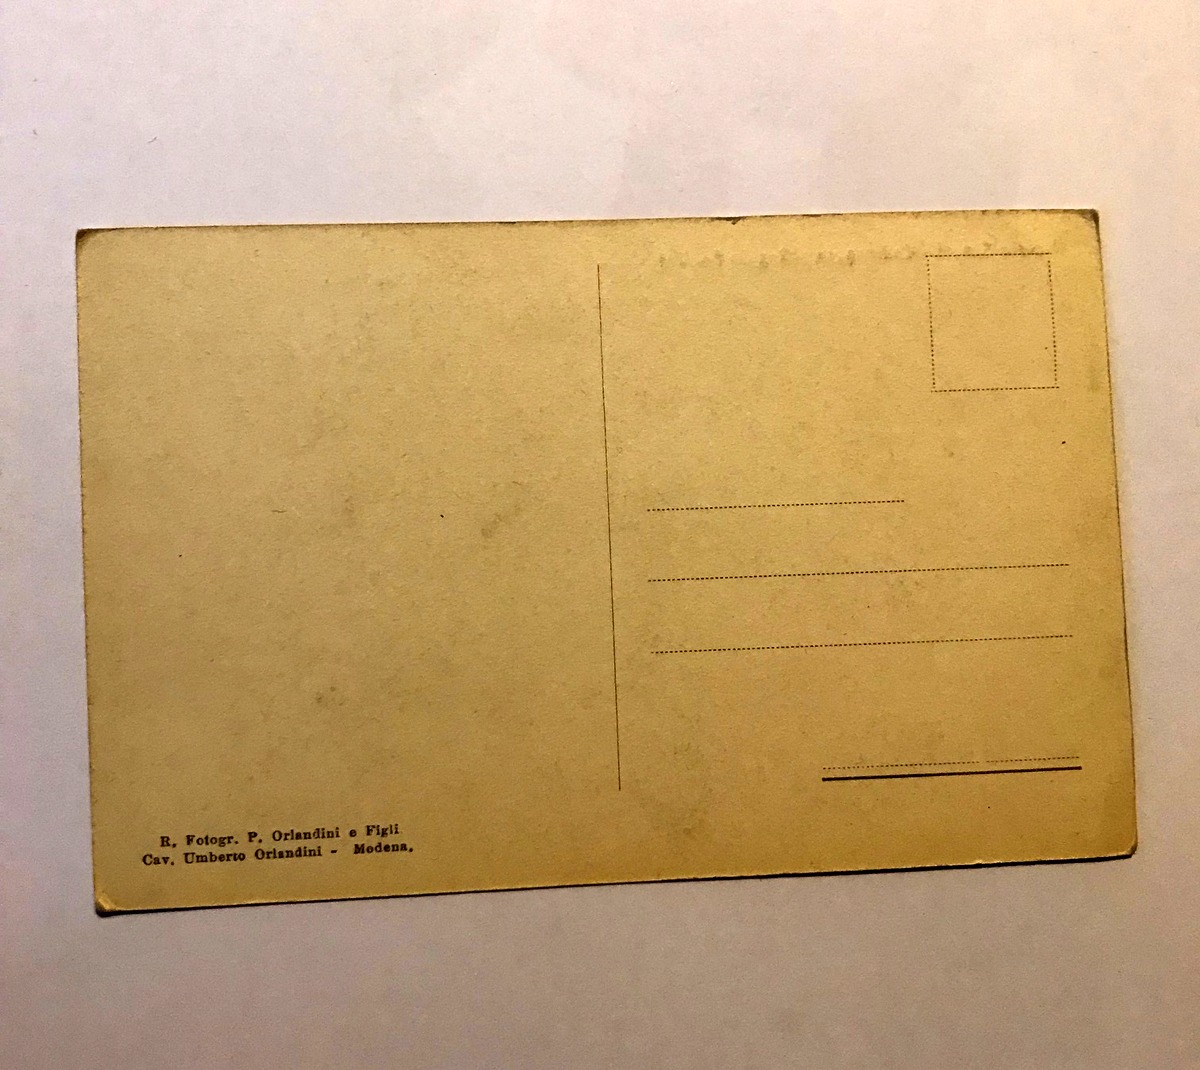 R. Fotogr. P. Orlandini e Figli
Cav. Umberto Orlandini - Modena.